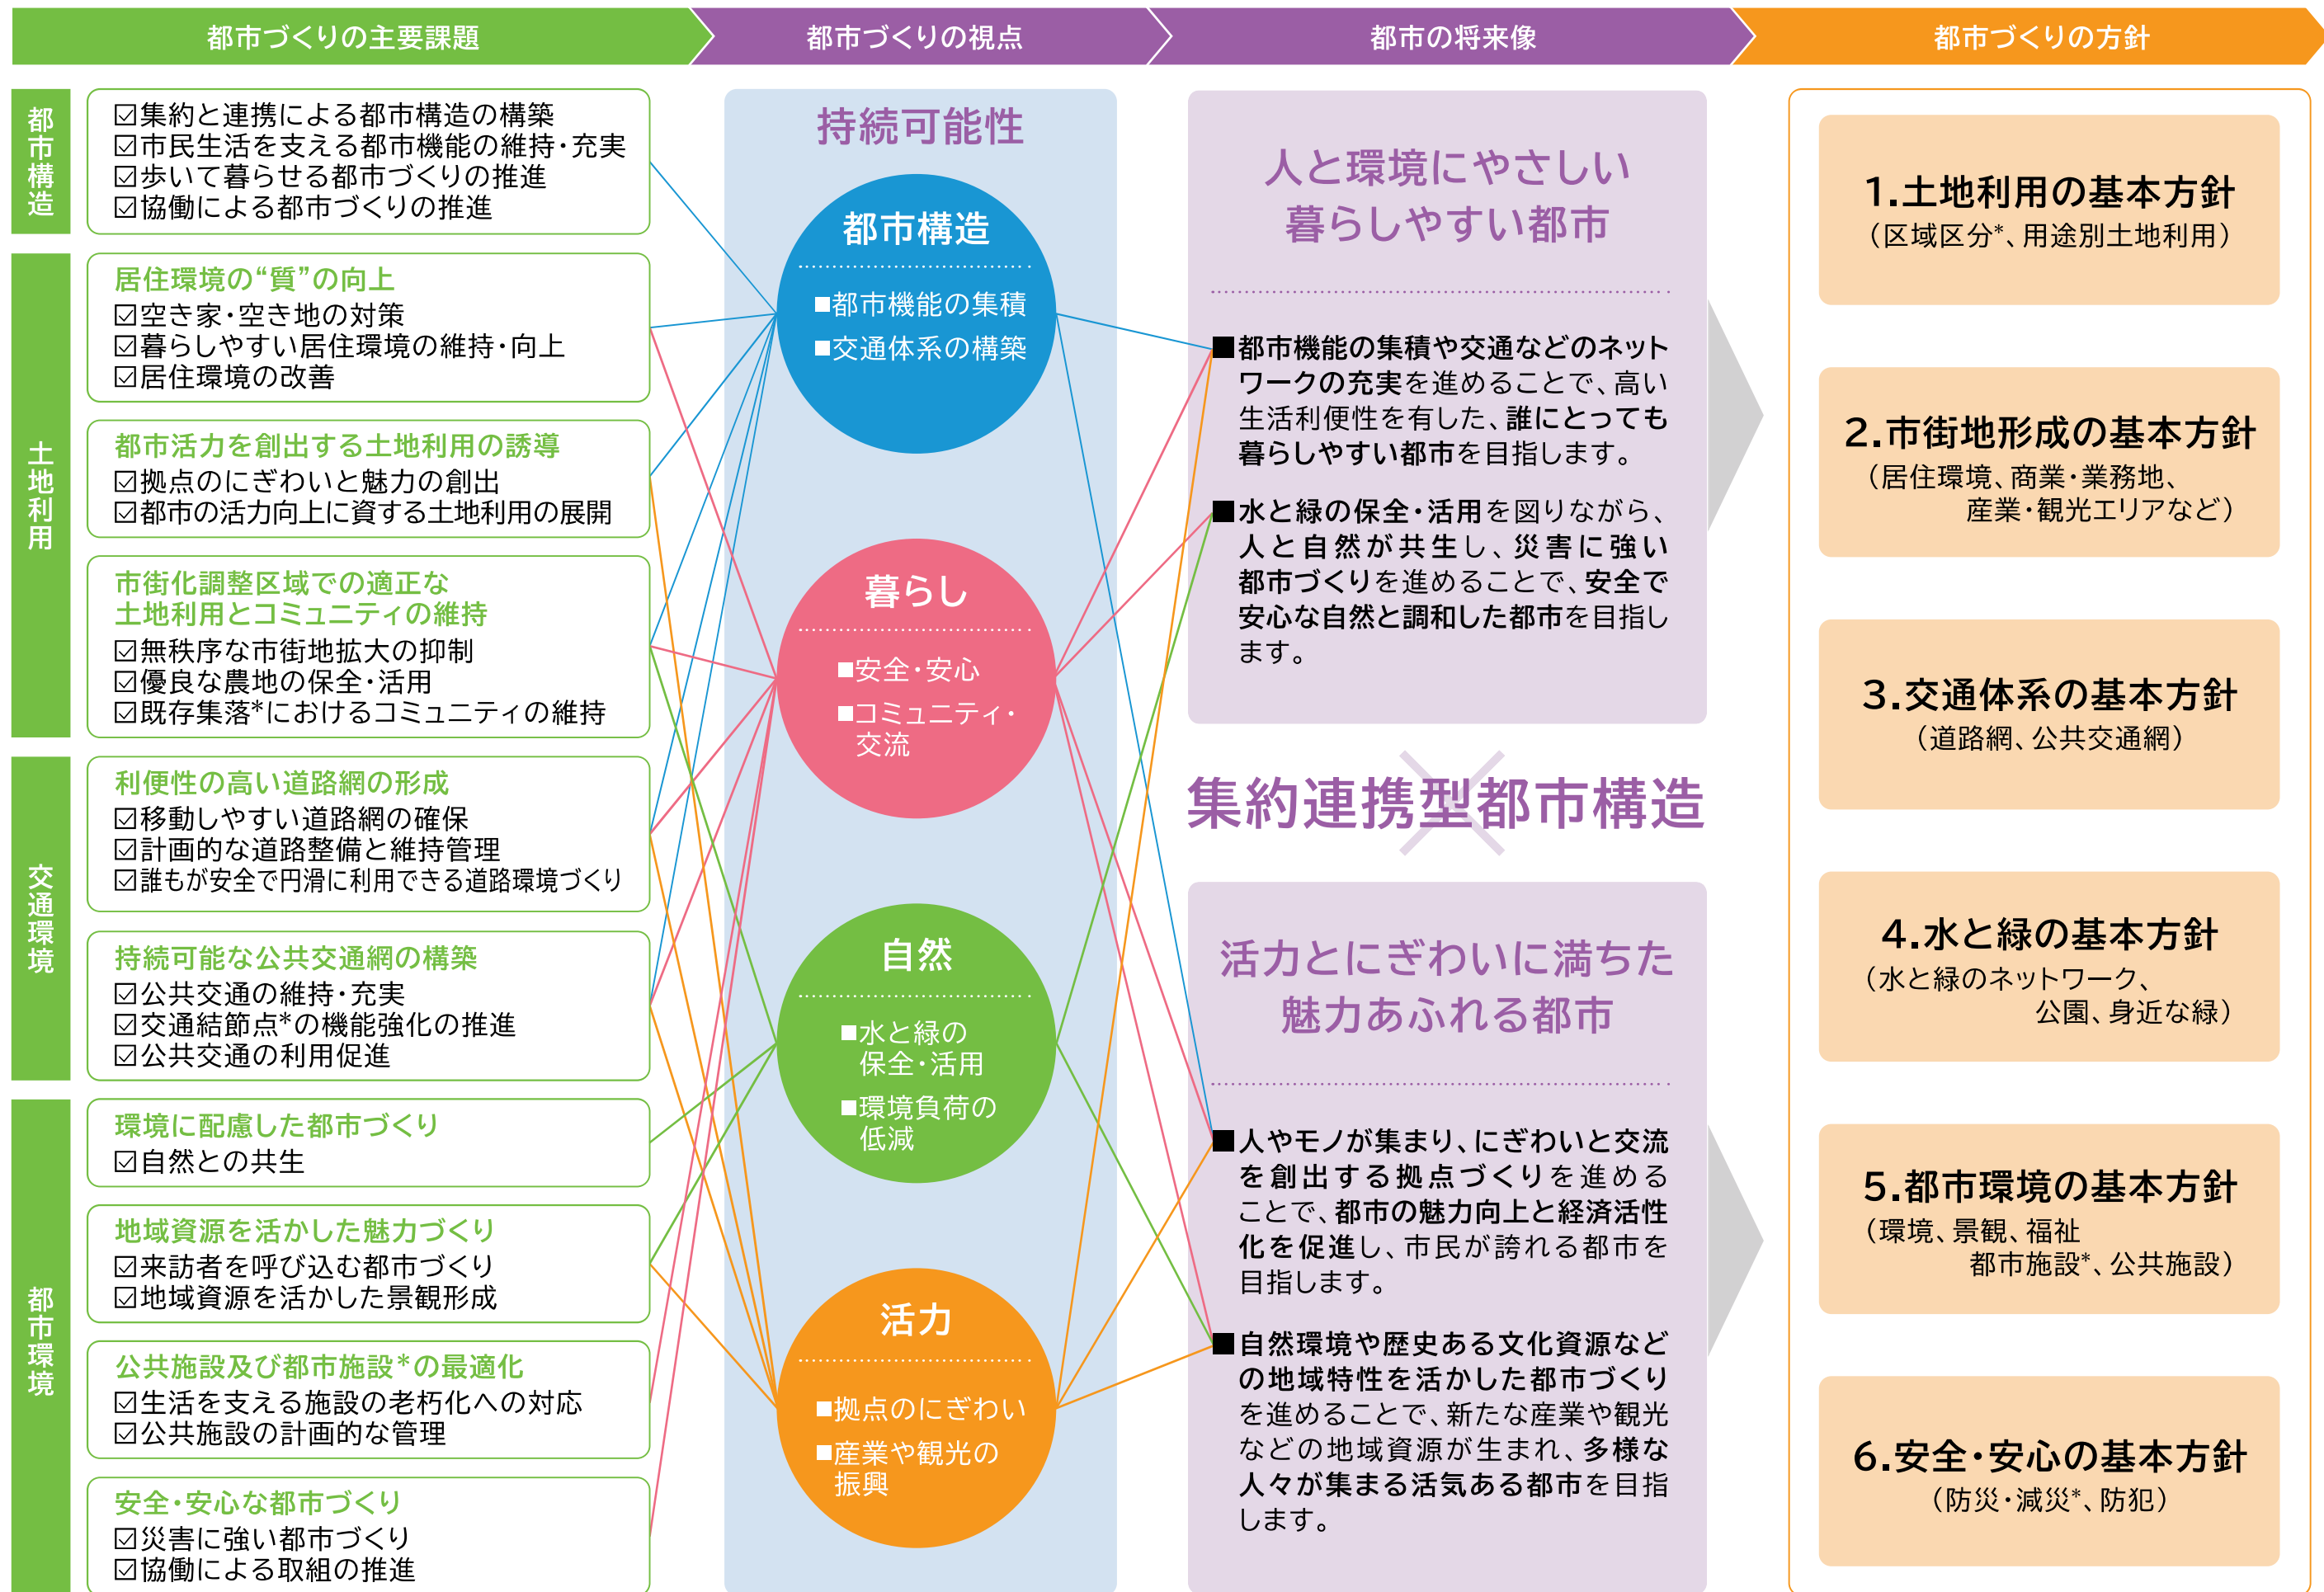 都市づくりの主要課題
都市づくりの視点
都市の将来像
都市づくりの方針
都市構造
☑集約と連携による都市構造の構築
☑市民生活を支える都市機能の維持・充実
☑歩いて暮らせる都市づくりの推進
☑協働による都市づくりの推進
土地利用
居住環境の“質”の向上
☑空き家・空き地の対策
☑暮らしやすい居住環境の維持・向上
☑居住環境の改善
都市活力を創出する土地利用の誘導
☑拠点のにぎわいと魅力の創出
☑都市の活力向上に資する土地利用の展開
市街化調整区域での適正な
土地利用とコミュニティの維持
☑無秩序な市街地拡大の抑制
☑優良な農地の保全・活用
☑既存集落*におけるコミュニティの維持
交通環境
利便性の高い道路網の形成
☑移動しやすい道路網の確保
☑計画的な道路整備と維持管理
☑誰もが安全で円滑に利用できる道路環境づくり
持続可能な公共交通網の構築
☑公共交通の維持・充実
☑交通結節点*の機能強化の推進
☑公共交通の利用促進
都市環境
環境に配慮した都市づくり
☑自然との共生
地域資源を活かした魅力づくり
☑来訪者を呼び込む都市づくり
☑地域資源を活かした景観形成
公共施設及び都市施設*の最適化
☑生活を支える施設の老朽化への対応
☑公共施設の計画的な管理
安全・安心な都市づくり
☑災害に強い都市づくり
☑協働による取組の推進
持続可能性
都市構造
■都市機能の集積
■交通体系の構築
暮らし
■安全・安心
■コミュニティ・
交流
自然
■水と緑の
保全・活用
■環境負荷の
低減
活力
■拠点のにぎわい
■産業や観光の
振興
人と環境にやさしい
暮らしやすい都市
■都市機能の集積や交通などのネット
ワークの充実を進めることで、高い
生活利便性を有した、誰にとっても
暮らしやすい都市を目指します。
■水と緑の保全・活用を図りながら、
人と自然が共生し、災害に強い
都市づくりを進めることで、安全で
安心な自然と調和した都市を目指し
ます。
集約連携型都市構造
活力とにぎわいに満ちた
魅力あふれる都市
■人やモノが集まり、にぎわいと交流
を創出する拠点づくりを進める
ことで、都市の魅力向上と経済活性
化を促進し、市民が誇れる都市を
目指します。
■自然環境や歴史ある文化資源など
の地域特性を活かした都市づくり
を進めることで、新たな産業や観光
などの地域資源が生まれ、多様な
人々が集まる活気ある都市を目指
します。
1.土地利用の基本方針
（区域区分*、用途別土地利用）
2.市街地形成の基本方針
（居住環境、商業・業務地、
産業・観光エリアなど）
3.交通体系の基本方針
（道路網、公共交通網）
4.水と緑の基本方針
（水と緑のネットワーク、
公園、身近な緑）
5.都市環境の基本方針
（環境、景観、福祉
都市施設*、公共施設）
6.安全・安心の基本方針
（防災・減災*、防犯）